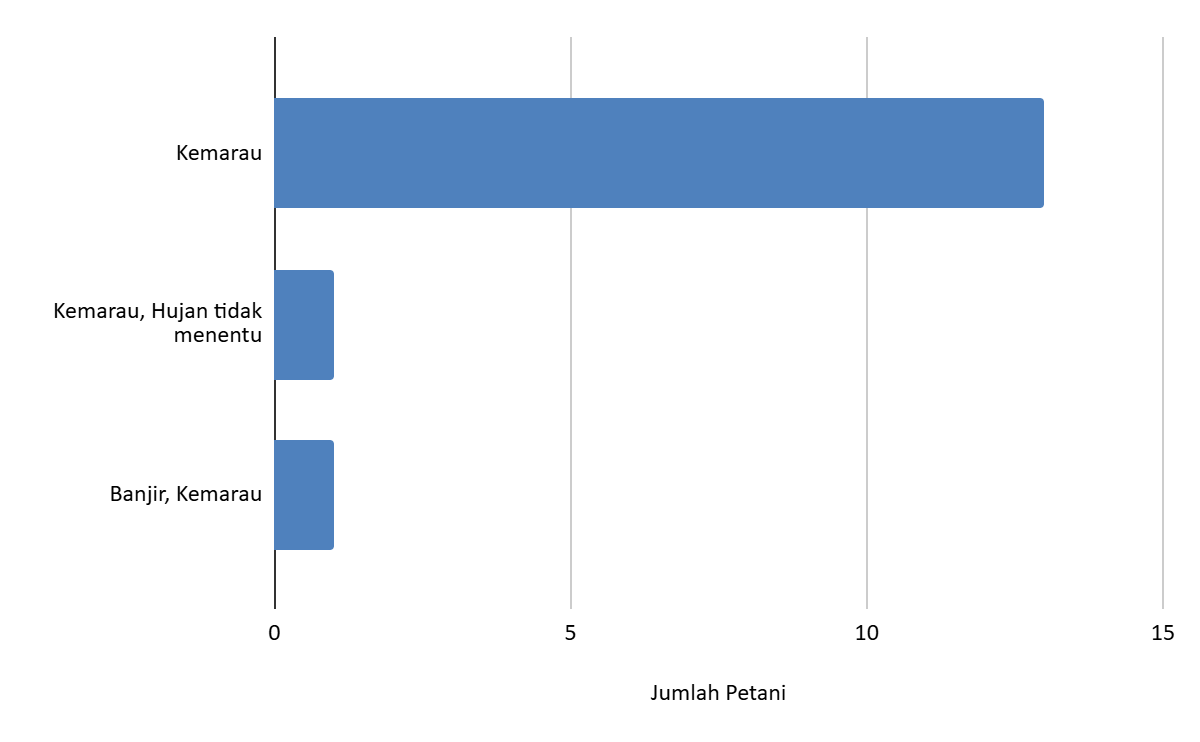 Kemarau
Kemarau, Hujan tidak
menentu
Banjir, Kemarau
0 5 10 15
Jumlah Petani